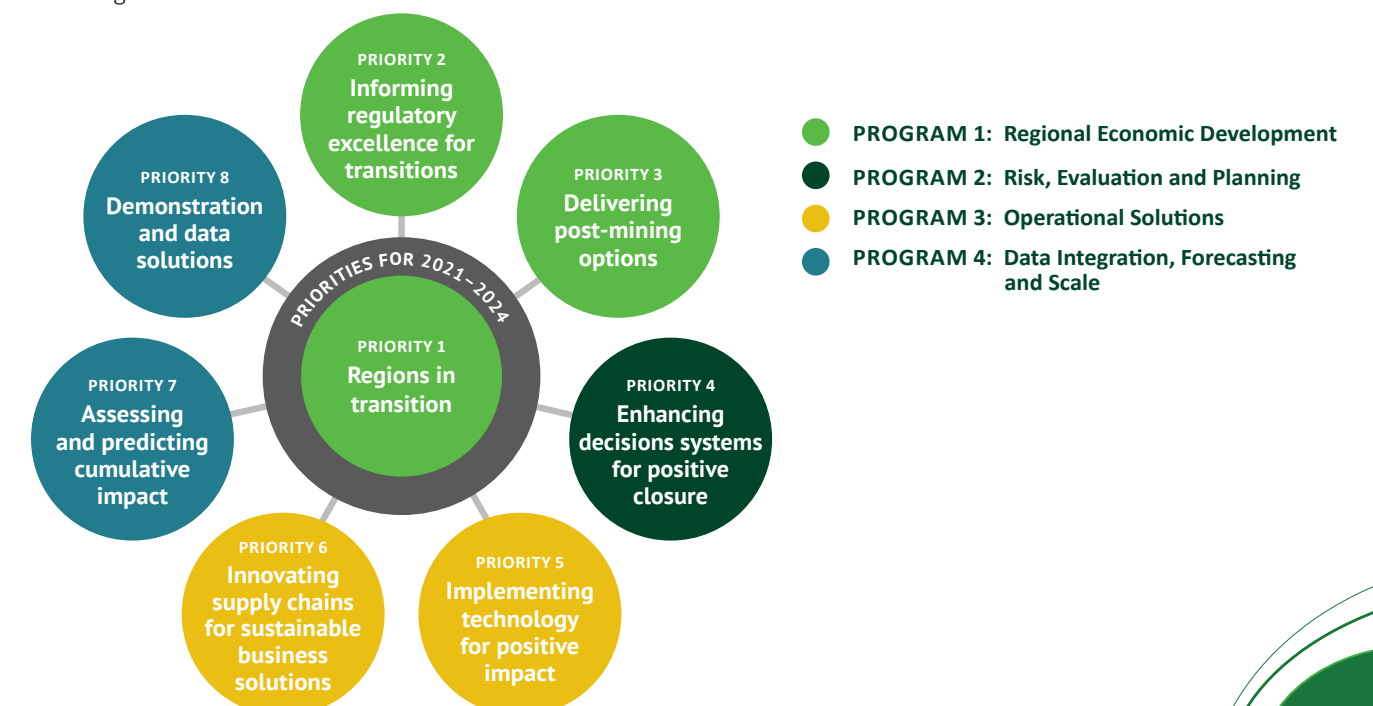 PRIORITY 2
Informing
regulatory
excellence for
transitions
PRIORITY 8
Demonstration
and data
solutions
PRIORITY 3
Delivering
post-mining
options
PRIORITIES FOR 2021–2024
PRIORITY 1
Regions in
transition
PRIORITY 7
Assessing
and predicting
cumulative
impact
PRIORITY 4
Enhancing
decisions systems
for positive
closure
PRIORITY 6
Innovating
supply chains
for sustainable
business
solutions
PRIORITY 5
Implementing
technology
for positive
impact
PROGRAM 1: Regional Economic Development
PROGRAM 2: Risk, Evaluation and Planning
PROGRAM 3: Operational Solutions
PROGRAM 4: Data Integration, Forecasting
and Scale